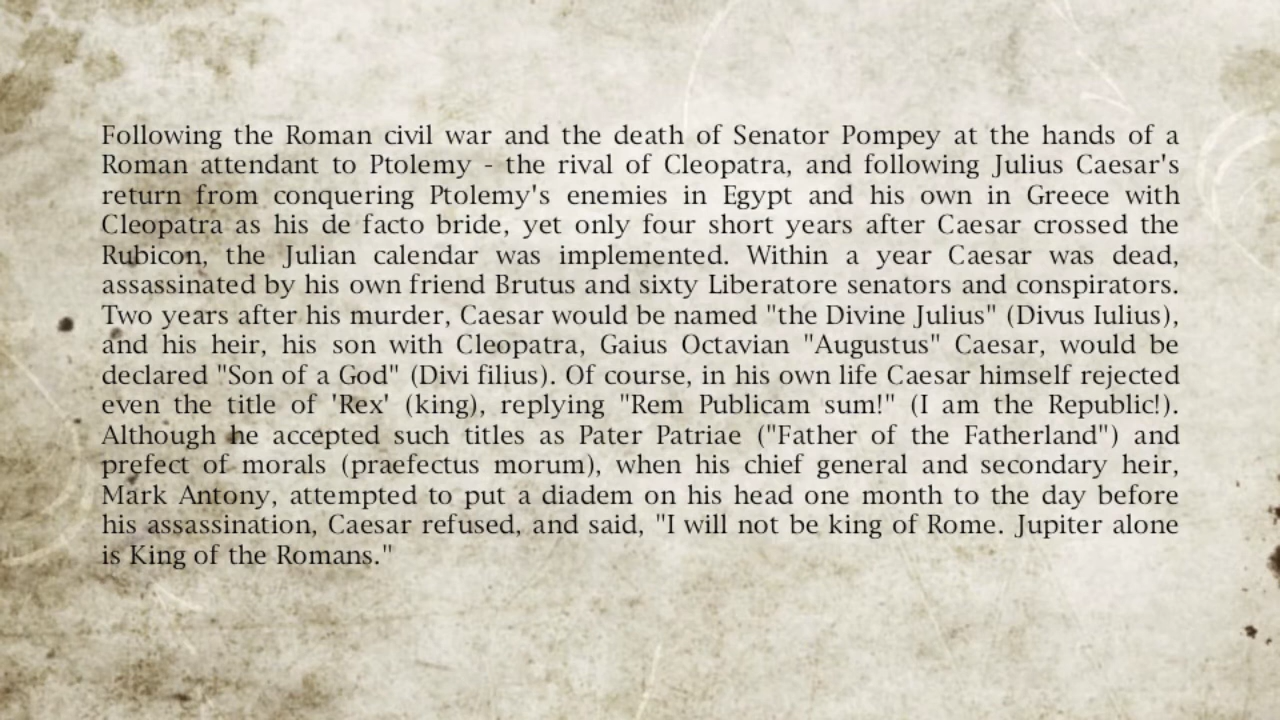 Following the Roman civil war and the death of Senator Pompey at the hands of a
Roman attendant to Ptolemy - the rival of Cleopatra, and following Julius Caesar's
return from conquering Ptolemy's enemies in Egypt and his own in Greece with
Cleopatra as his de facto bride, yet only four short years after Caesar crossed the
Rubicon, the Julian calendar was implemented. Within a year Caesar was dead,
assassinated by his own friend Brutus and sixty Liberatore senators and conspirators.
Two years after his murder, Caesar would be named "the Divine Julius" (Divus Iulius),
and his heir, his son with Cleopatra, Gaius Octavian "Augustus" Caesar, would be
declared "Son of a God" (Divi filius). Of course, in his own life Caesar himself rejected
even the title of 'Rex' (king), replying "Rem Publicam sum!" (I am the Republic!).
Although he accepted such titles as Pater Patriae ("Father of the Fatherland") and
prefect of morals (praefectus morum), when his chief general and secondary heir,
Mark Antony, attempted to put a diadem on his head one month to the day before
his assassination, Caesar refused, and said, "I will not be king of Rome. Jupiter alone
is King of the Romans."